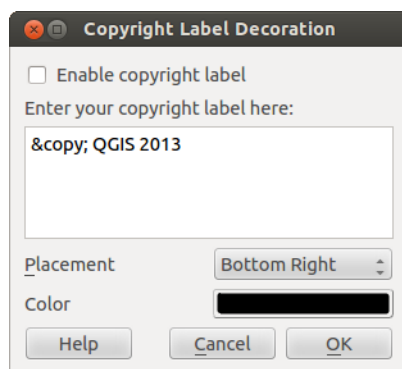 Copyright Label Decoration
Enable copyright label
Enter your copyright label here:
&copy; QGIS 2013
Placement Bottom Right
Color
Help Cancel OK